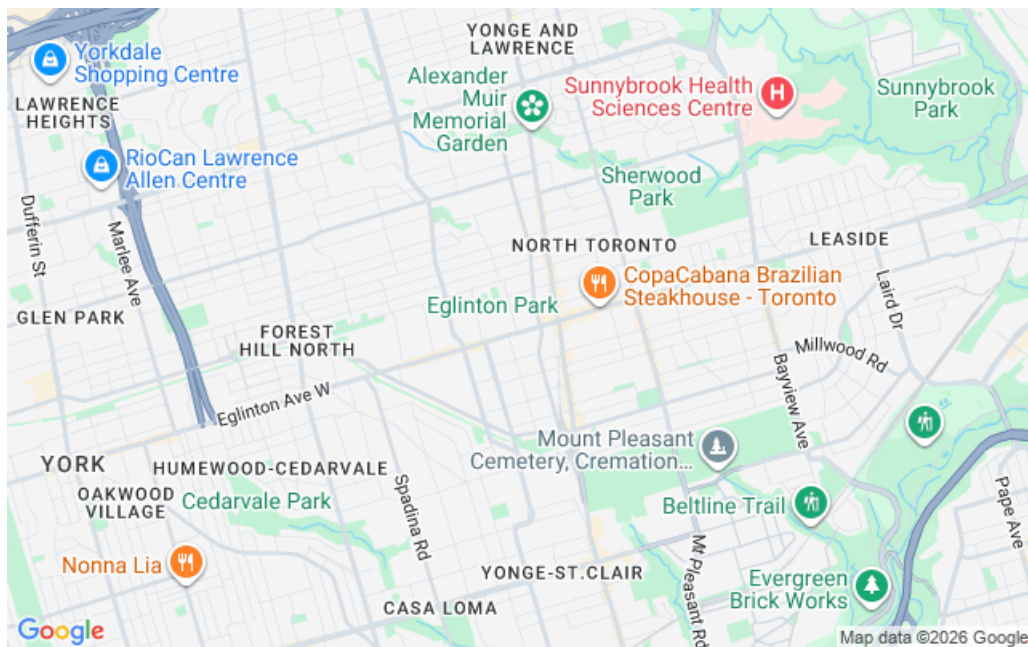 YONGE AND
LAWRENCE
Yorkdale
Shopping Centre
Alexander
Muir
Memorial
Garden
Sunnybrook Health
Sciences Centre
Sunnybrook
Park
LAWRENCE
HEIGHTS
RioCan Lawrence
Allen Centre
Sherwood
Park
Dufferin St
Marlee Ave
NORTH TORONTO
LEASIDE
CopaCabana Brazilian
Steakhouse - Toronto
Laird Dr
Eglinton Park
GLEN PARK
FOREST
HILL NORTH
Millwood Rd
Bayview Ave
Eglinton Ave W
Mount Pleasant
Cemetery, Cremation...
YORK
HUMEWOOD-CEDARVALE
OAKWOOD
VILLAGE
Cedarvale Park
Spadina Rd
Beltline Trail
Pape Ave
Nonna Lia
YONGE-ST.CLAIR
Mt Pleasant Rd
Evergreen
Brick Works
CASA LOMA
Google
Map data ©2026 Google